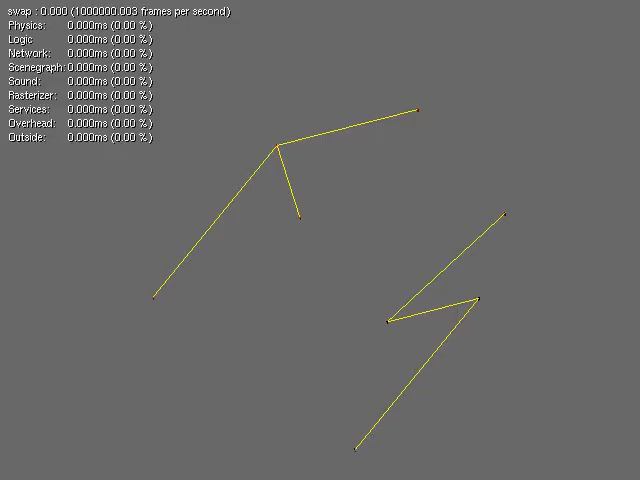 swap : 0.000 (1000000.003 frames per second)
Physics: 0.000ms (0.00 %)
Logic 0.000ms (0.00 %)
Network: 0.000ms (0.00 %)
Scenegraph: 0.000ms (0.00 %)
Sound: 0.000ms (0.00 %)
Rasterizer: 0.000ms (0.00 %)
Services: 0.000ms (0.00 %)
Overhead: 0.000ms (0.00 %)
Outside: 0.000ms (0.00 %)